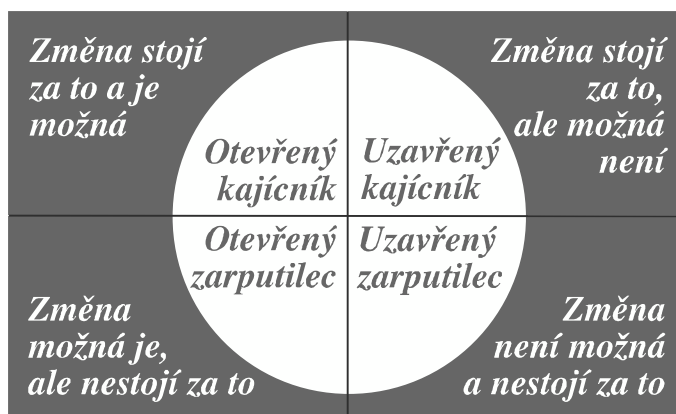 Změna stojí
za to a je
možná
Změna stojí
za to,
ale možná
není
Otevřený
kajícník
Uzavřený
kajícník
Otevřený
zarputilec
Uzavřený
zarputilec
Změna
možná je,
ale nestojí za to
Změna
není možná
a nestojí za to